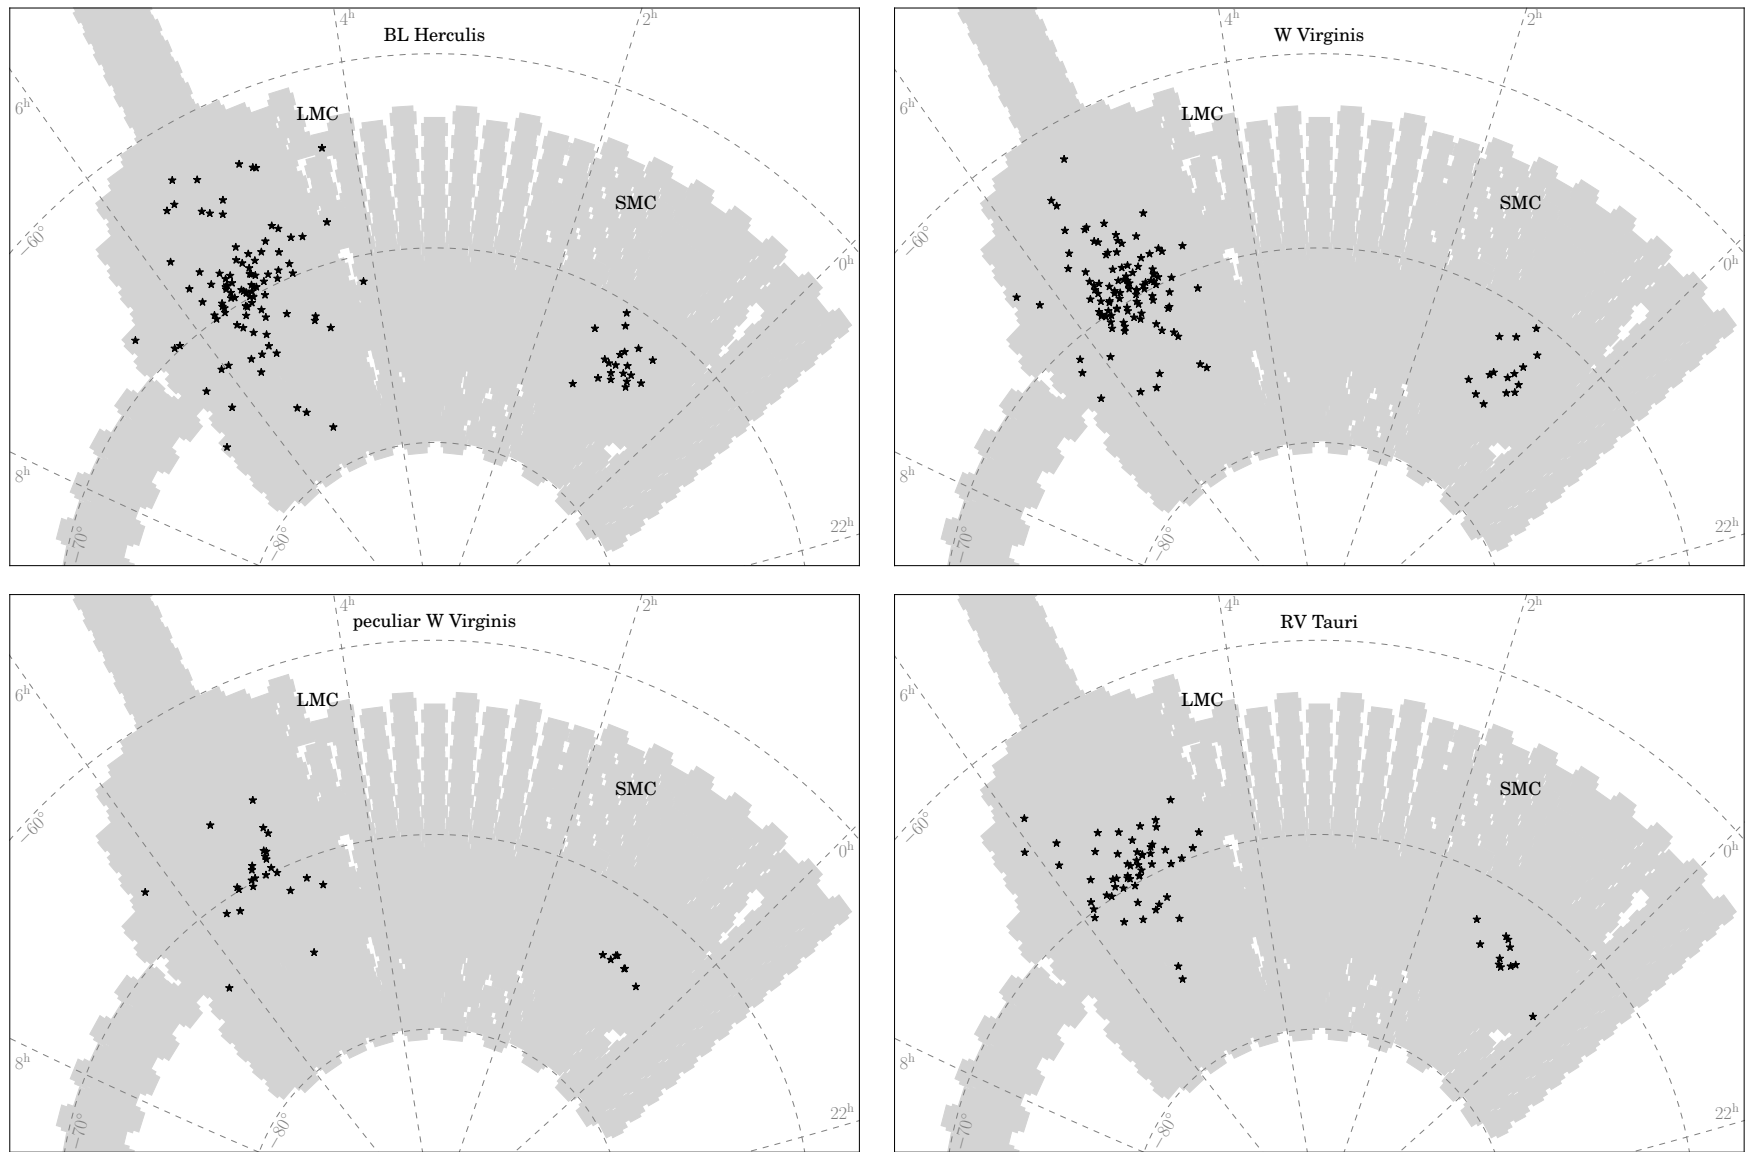 4h 2h
BL Herculis
6h
LMC
SMC
−60°
0h
8h
−70°
−80°
22h
4h 2h
W Virginis
6h
LMC
SMC
−60°
0h
8h
−70°
−80°
22h
4h 2h
peculiar W Virginis
6h
LMC
SMC
−60°
0h
8h
−70°
−80°
22h
4h 2h
RV Tauri
6h
LMC
SMC
−60°
0h
8h
−70°
−80°
22h